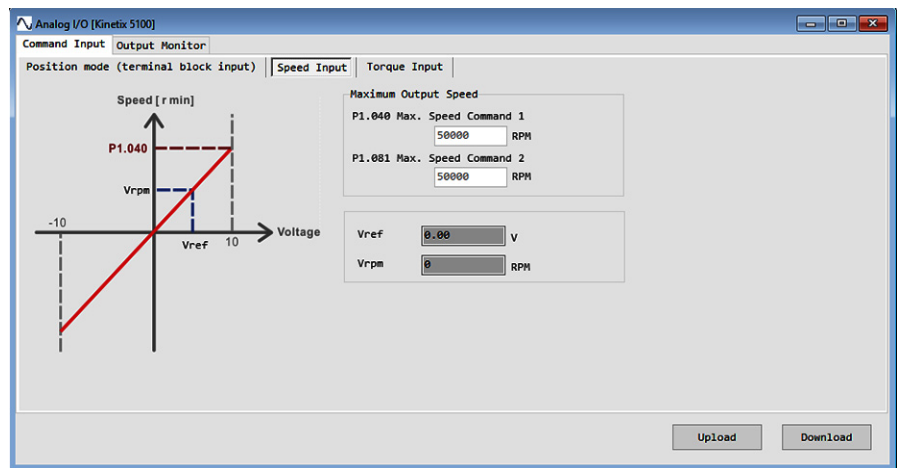 Analog I/O [Kinetix 5100]
Command Input Output Monitor
Position mode (terminal block input) Speed Input Torque Input
Speed [ r min]
P1.040
Vrpm
-10
Vref
10
Voltage
Maximum Output Speed
P1.040 Max. Speed Command 1
50000 RPM
P1.081 Max. Speed Command 2
50000 RPM
Vref 0.00 V
Vrpm 0 RPM
Upload Download